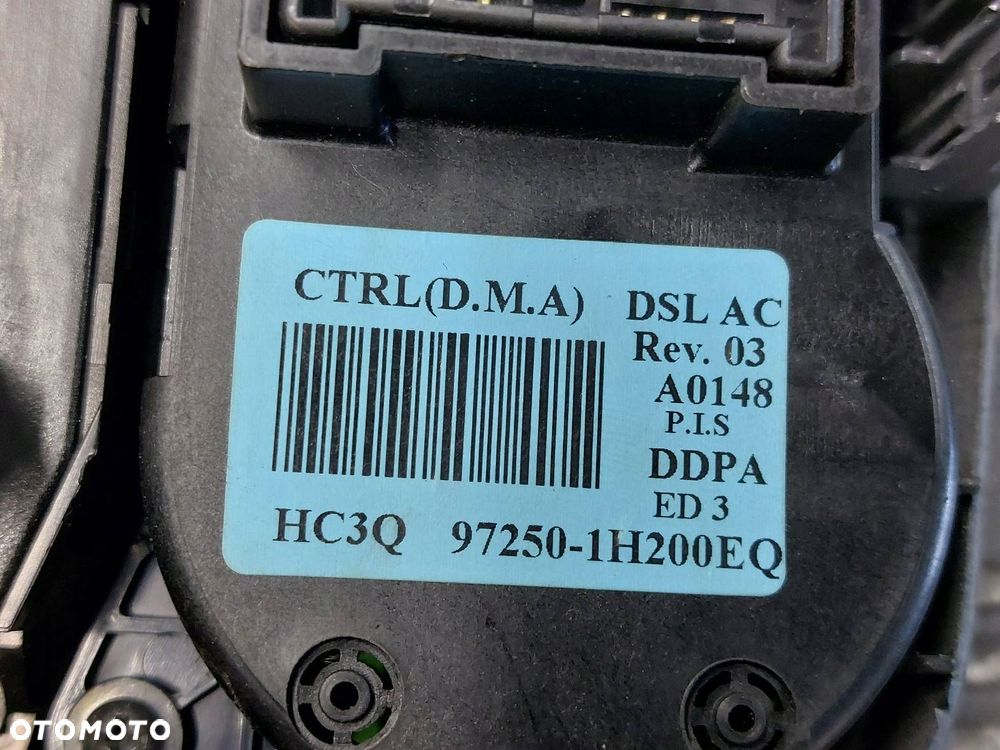 CTRL(D.M.A) DSL AC
Rev. 03
A0148
P.I.S
DDPA
ED 3
HC3Q 97250-1H200EQ
OTOMOTO